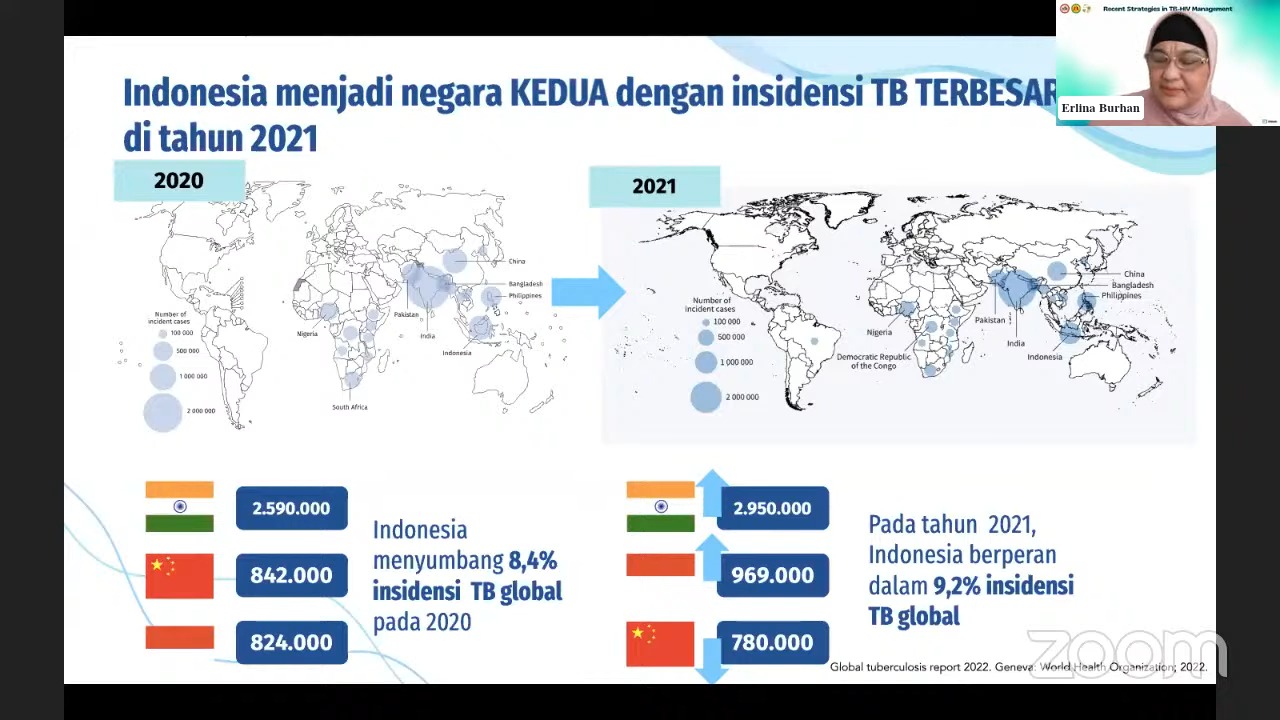 Recent Strategies in TB-HIV Management
Erlina Burhan
Indonesia menjadi negara KEDUA dengan insidensi TB TERBESAR
di tahun 2021
2020
China
Bangladesh
Philippines
Pakistan
India
Nigeria
Indonesia
South Africa
Number of
incident cases
100 000
500 000
1 000 000
2 000 000
2021
China
Bangladesh
Philippines
Pakistan
India
Nigeria
Indonesia
Democratic Republic
of the Congo
Number of
incident cases
100 000
500 000
1 000 000
2 000 000
2.590.000
842.000
824.000
Indonesia
menyumbang 8,4%
insidensi TB global
pada 2020
2.950.000
969.000
780.000
Pada tahun 2021,
Indonesia berperan
dalam 9,2% insidensi
TB global
zoom
Global tuberculosis report 2022. Geneva: World Health Organization; 2022.